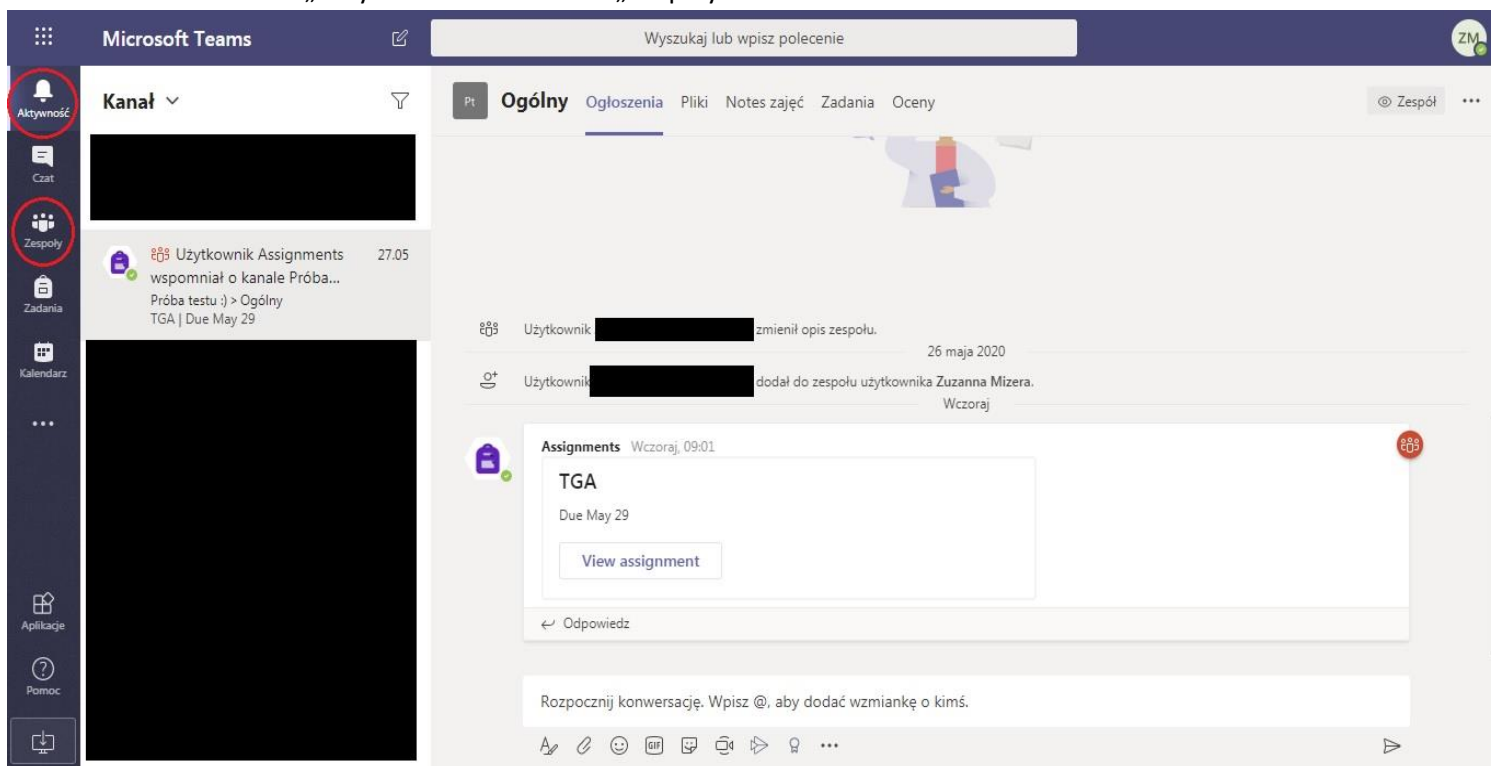 Microsoft Teams
Wyszukaj lub wpisz polecenie
ZM
Aktywność
Czat
Zespoły
Zadania
Kalendarz
Aplikacje
Pomoc
Kanał
Użytkownik Assignments 27.05
wspomniał o kanale Próba...
Próba testu :) > Ogólny
TGA | Due May 29
Pt Ogólny Ogłoszenia Pliki Notes zajęć Zadania Oceny
Zespół
Użytkownik zmienił opis zespołu.
26 maja 2020
Użytkownik dodał do zespołu użytkownika Zuzanna Mizera.
Wczoraj
Assignments Wczoraj, 09:01
TGA
Due May 29
View assignment
Odpowiedz
Rozpocznij konwersację. Wpisz @, aby dodać wzmiankę o kimś.
GIF